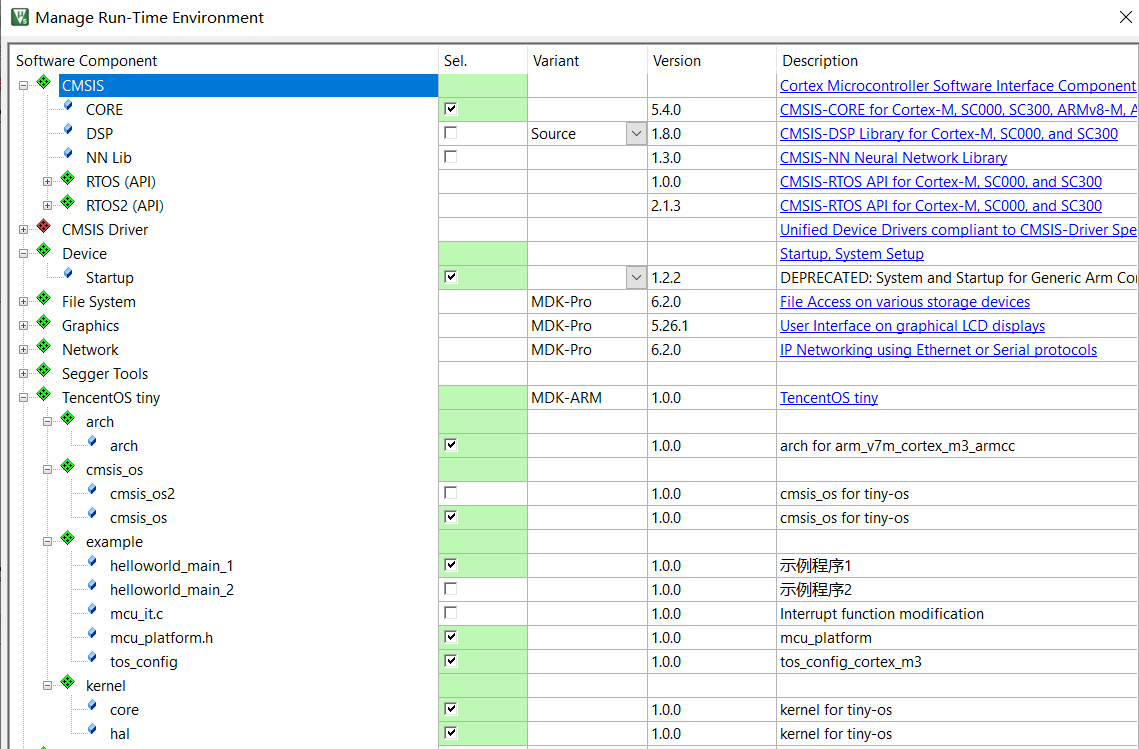 Manage Run-Time Environment
Software Component Sel. Variant Version Description
CMSIS Cortex Microcontroller Software Interface Component
CORE 5.4.0 CMSIS-CORE for Cortex-M, SC000, SC300, ARMv8-M, A
DSP Source 1.8.0 CMSIS-DSP Library for Cortex-M, SC000, and SC300
NN Lib 1.3.0 CMSIS-NN Neural Network Library
RTOS (API) 1.0.0 CMSIS-RTOS API for Cortex-M, SC000, and SC300
RTOS2 (API) 2.1.3 CMSIS-RTOS API for Cortex-M, SC000, and SC300
CMSIS Driver Unified Device Drivers compliant to CMSIS-Driver Spe
Device Startup, System Setup
Startup 1.2.2 DEPRECATED: System and Startup for Generic Arm Cor
File System MDK-Pro 6.2.0 File Access on various storage devices
Graphics MDK-Pro 5.26.1 User Interface on graphical LCD displays
Network MDK-Pro 6.2.0 IP Networking using Ethernet or Serial protocols
Segger Tools
TencentOS tiny MDK-ARM 1.0.0 TencentOS tiny
arch
arch 1.0.0 arch for arm_v7m_cortex_m3_armcc
cmsis_os
cmsis_os2 1.0.0 cmsis_os for tiny-os
cmsis_os 1.0.0 cmsis_os for tiny-os
example
helloworld_main_1 1.0.0 示例程序1
helloworld_main_2 1.0.0 示例程序2
mcu_it.c 1.0.0 Interrupt function modification
mcu_platform.h 1.0.0 mcu_platform
tos_config 1.0.0 tos_config_cortex_m3
kernel
core 1.0.0 kernel for tiny-os
hal 1.0.0 kernel for tiny-os